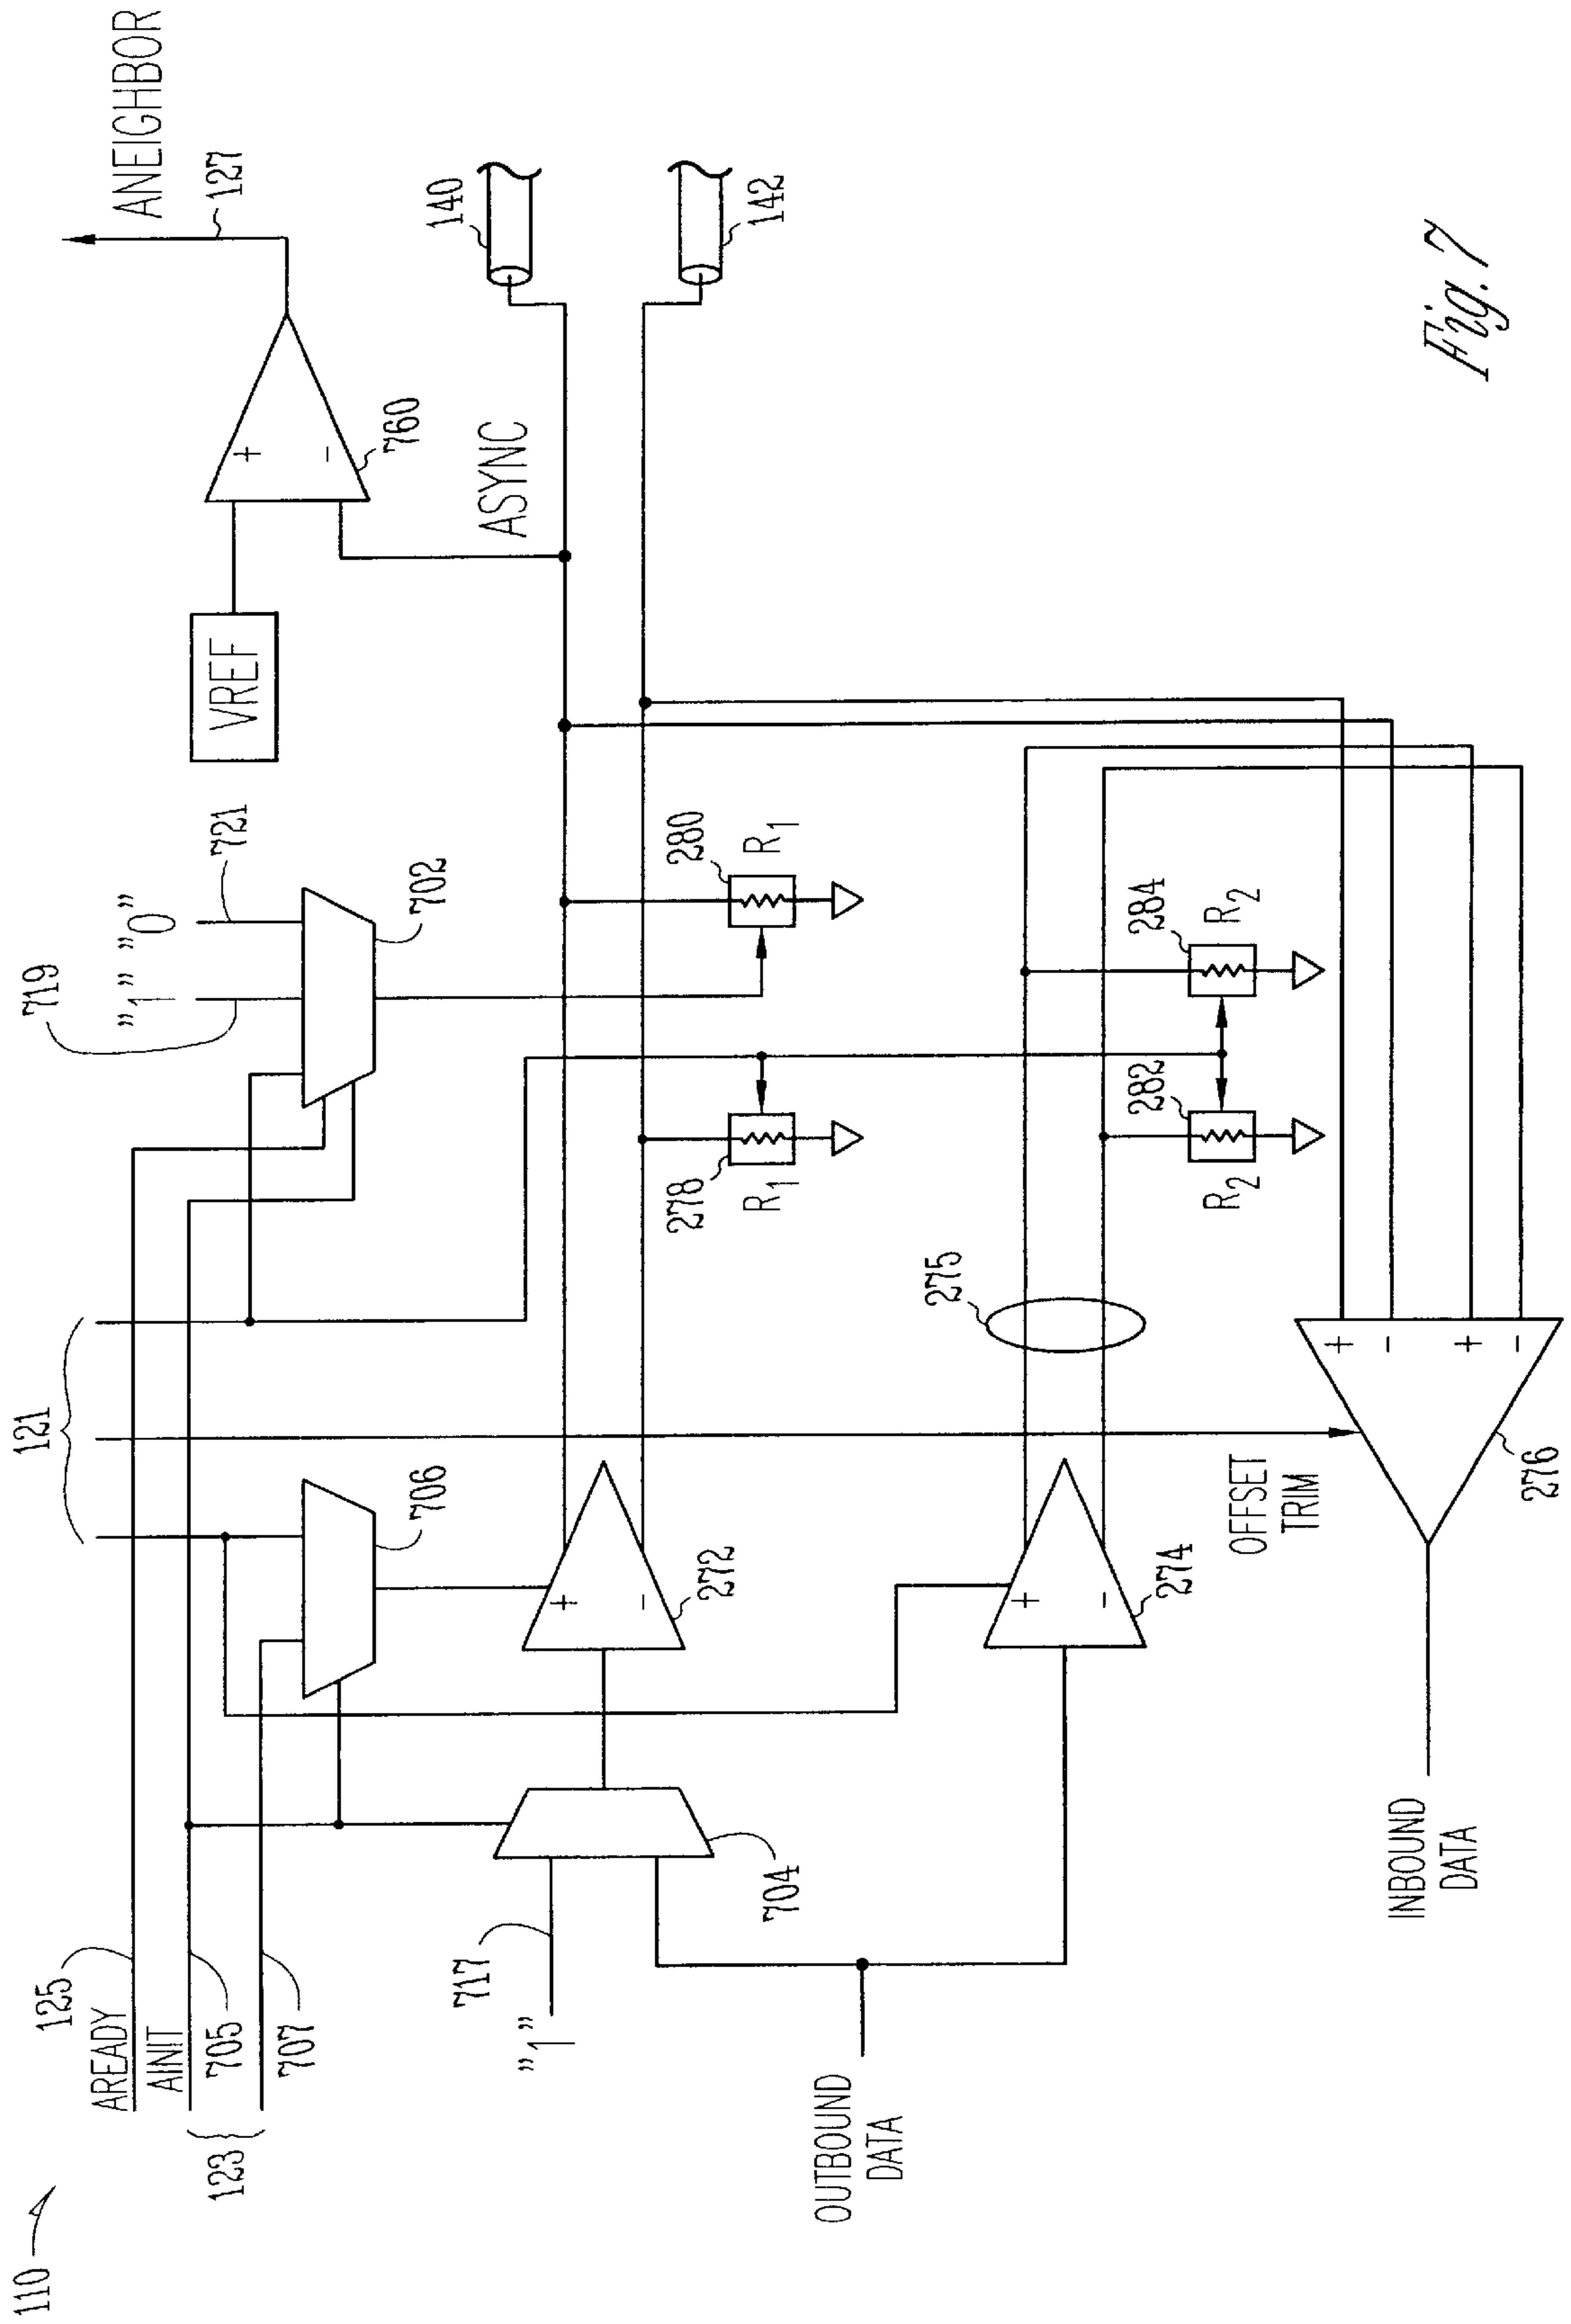 110
123
AREADY
125
AINIT
705
707
121
706
719
"1"
"0"
721
702
VREF
+
-
760
ANEIGHBOR
127
ASYNC
140
142
"1"
717
704
+
-
272
R1
278
280
R1
OUTBOUND
DATA
+
-
274
275
282
R2
284
R2
OFFSET
TRIM
INBOUND
DATA
276
+
-
+
-
Fig. 7